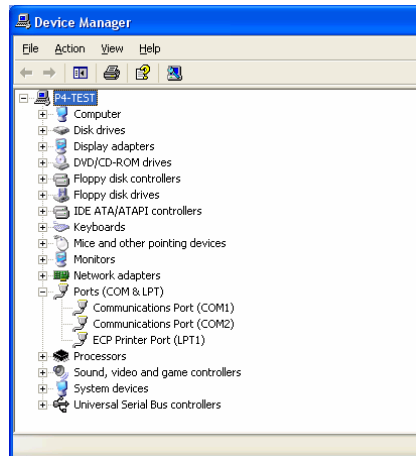 Device Manager
File Action View Help
P4-TEST
Computer
Disk drives
Display adapters
DVD/CD-ROM drives
Floppy disk controllers
Floppy disk drives
IDE ATA/ATAPI controllers
Keyboards
Mice and other pointing devices
Monitors
Network adapters
Ports (COM & LPT)
Communications Port (COM1)
Communications Port (COM2)
ECP Printer Port (LPT1)
Processors
Sound, video and game controllers
System devices
Universal Serial Bus controllers